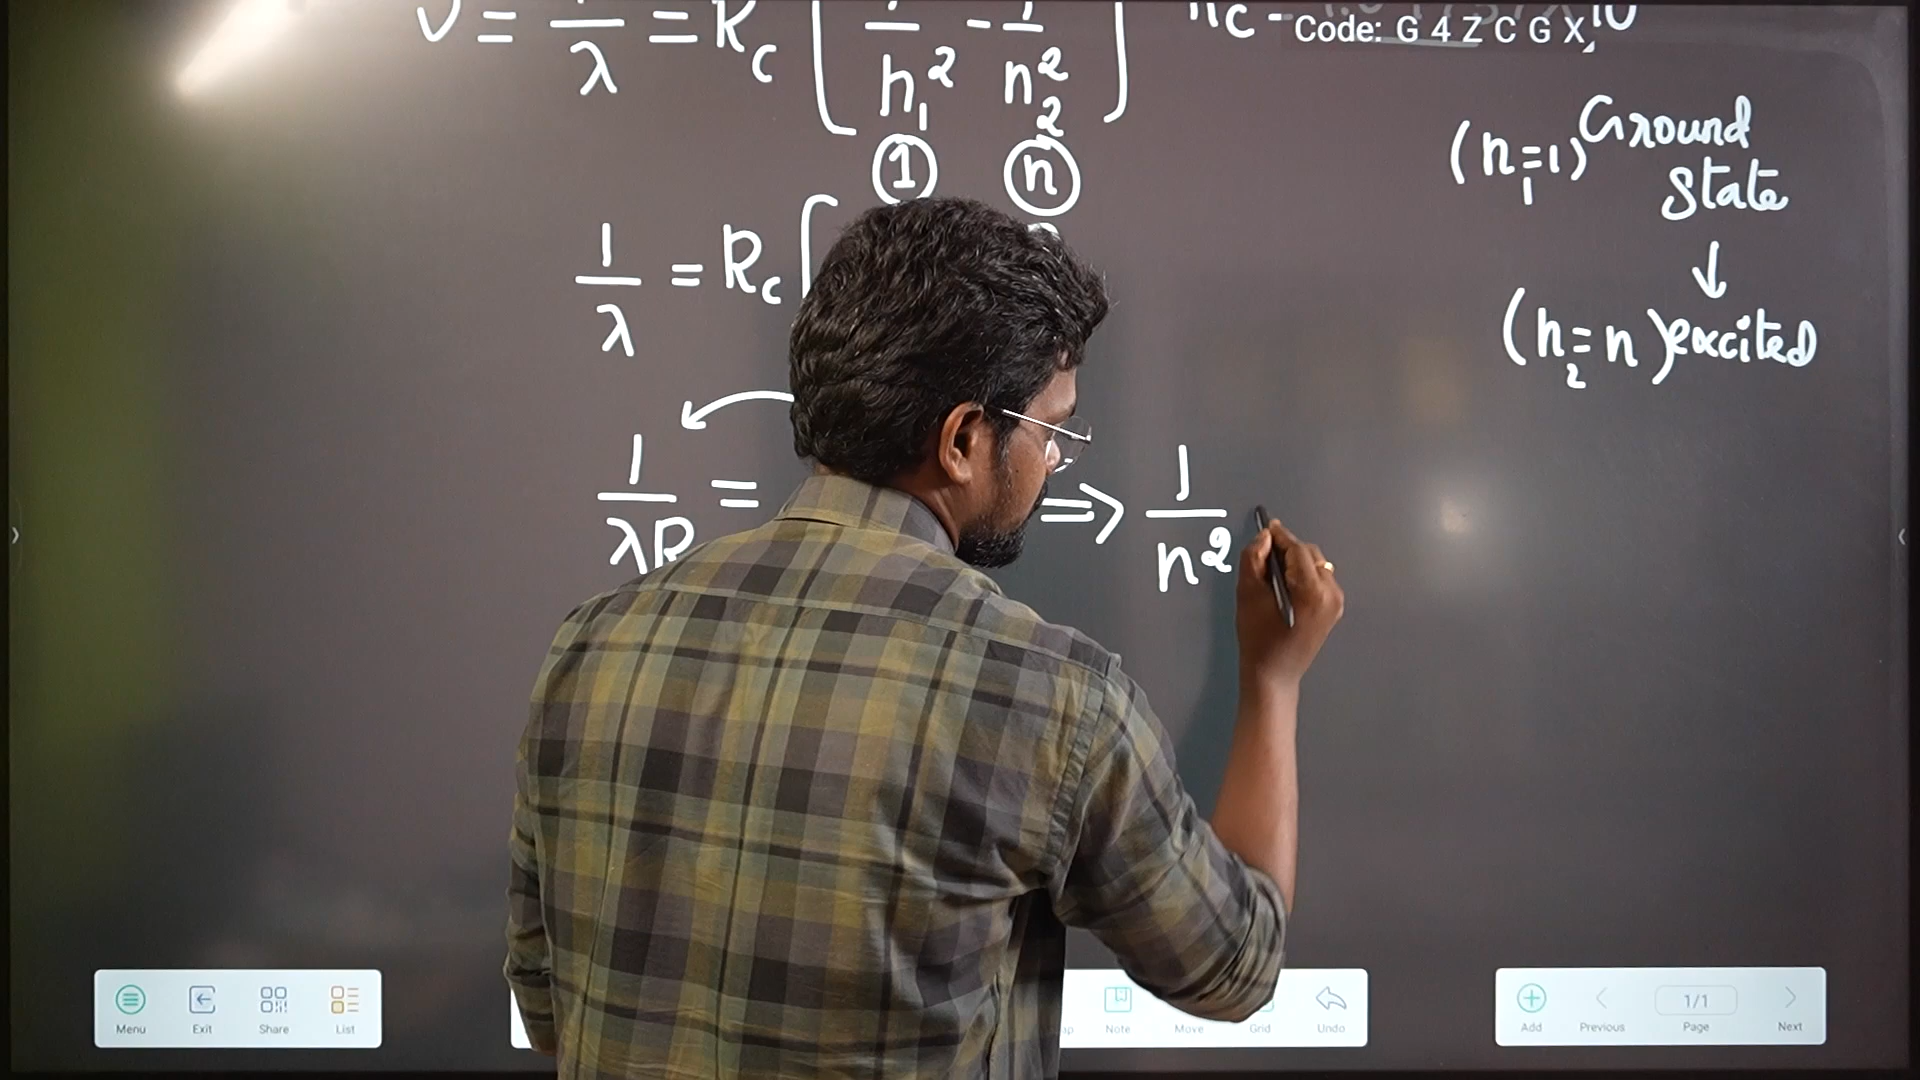 ν̄ = 1/λ = R_c [ 1/n₁² - 1/n₂² ]
Code: G 4 Z C G X
① ⓝ
(n₁=1) Ground
State
↓
1/λ = R_c [
(n₂=n) excited
1/λR =
⇒ 1/n²
Menu Exit Share List
Note Move Grid Undo
Add Previous 1/1 Page Next